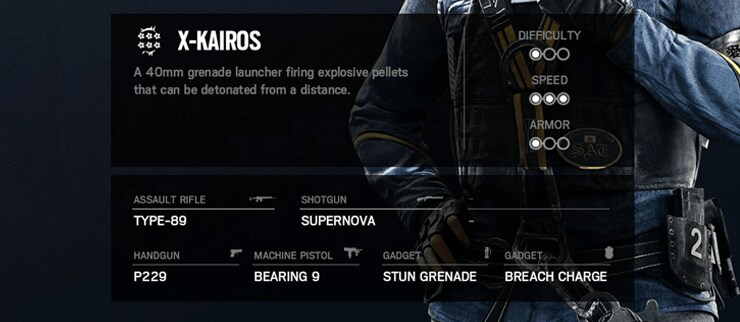 X-KAIROS
A 40mm grenade launcher firing explosive pellets
that can be detonated from a distance.
DIFFICULTY
SPEED
ARMOR
SAT
ASSAULT RIFLE
TYPE-89
SHOTGUN
SUPERNOVA
HANDGUN
P229
MACHINE PISTOL
BEARING 9
GADGET
STUN GRENADE
GADGET
BREACH CHARGE
2